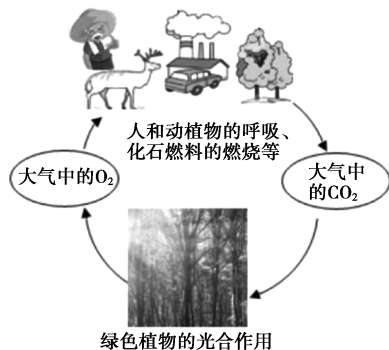 人和动植物的呼吸、
化石燃料的燃烧等
大气中的O₂
大气中
的CO₂
绿色植物的光合作用